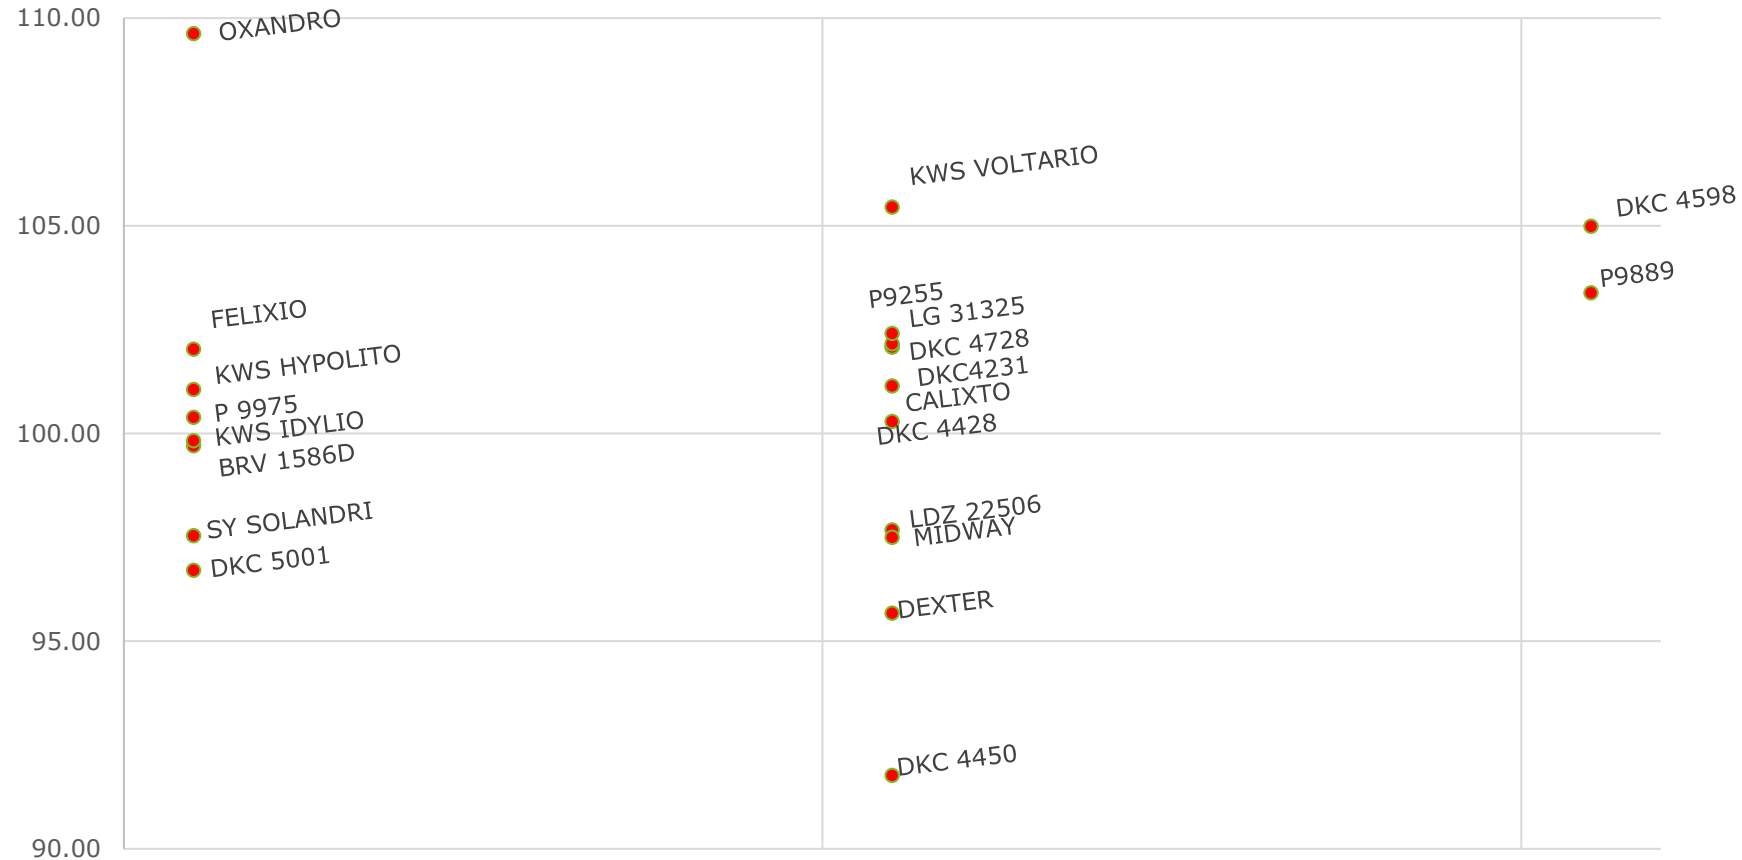 110.00
OXANDRO
KWS VOLTARIO
DKC 4598
105.00
P9889
P9255
FELIXIO
LG 31325
DKC 4728
KWS HYPOLITO
DKC4231
CALIXTO
P 9975
KWS IDYLIO
100.00
DKC 4428
BRV 1586D
SY SOLANDRI
LDZ 22506
MIDWAY
DKC 5001
DEXTER
95.00
DKC 4450
90.00